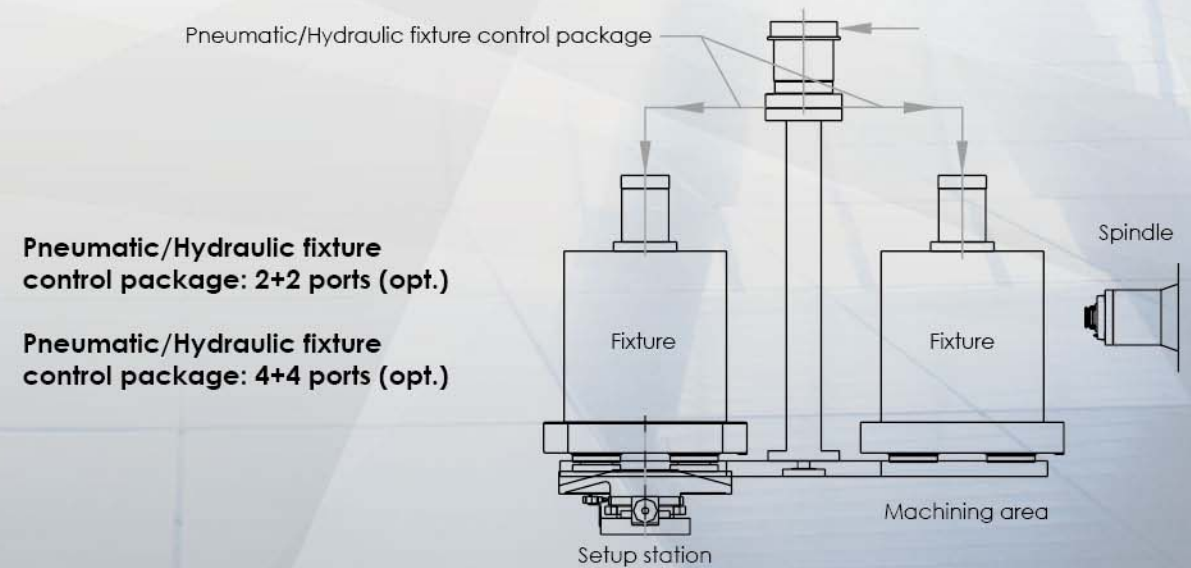 Pneumatic/Hydraulic fixture control package
Spindle
Pneumatic/Hydraulic fixture
control package: 2+2 ports (opt.)
Pneumatic/Hydraulic fixture
control package: 4+4 ports (opt.)
Fixture
Fixture
Machining area
Setup station